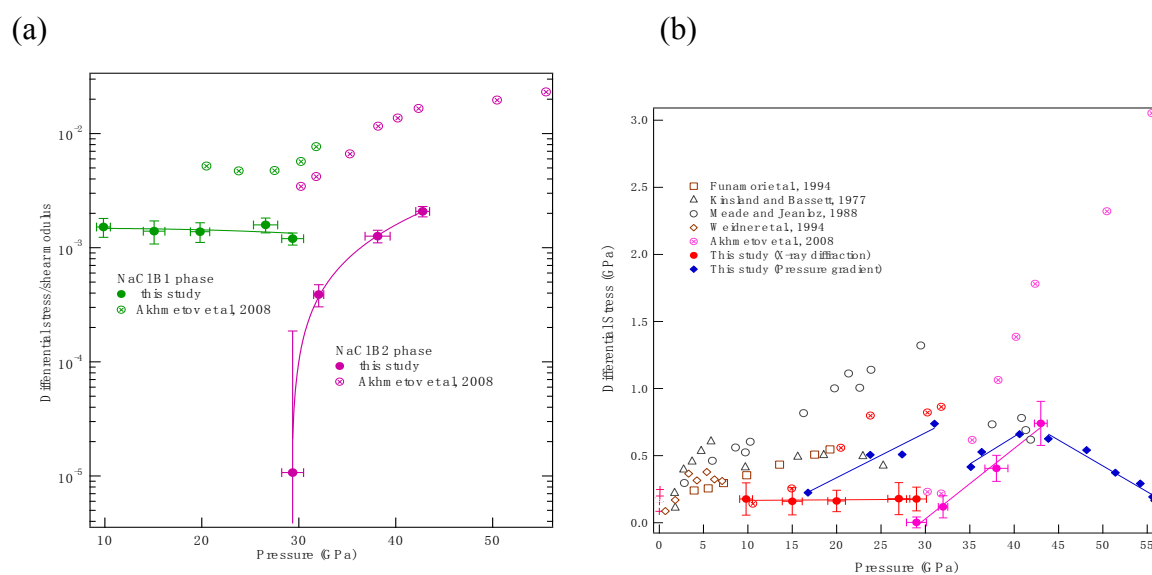 (a)
(b)
10-2
10-3
10-4
10-5
Diffenrential stress/shear modulus
NaCl B1 phase
this study
Akhmetov et al, 2008
NaCl B2 phase
this study
Akhmetov et al, 2008
10 20 30 40 50
Pressure (GPa)
3.0
2.5
2.0
1.5
1.0
0.5
0.0
Differential Stress (GPa)
Funamori et al, 1994
Kinsland and Bassett, 1977
Meade and Jeanloz, 1988
Weidner et al, 1994
Akhmetov et al, 2008
This study (X-ray diffraction)
This study (Pressure gradient)
0 5 10 15 20 25 30 35 40 45 50 55
Pressure (GPa)